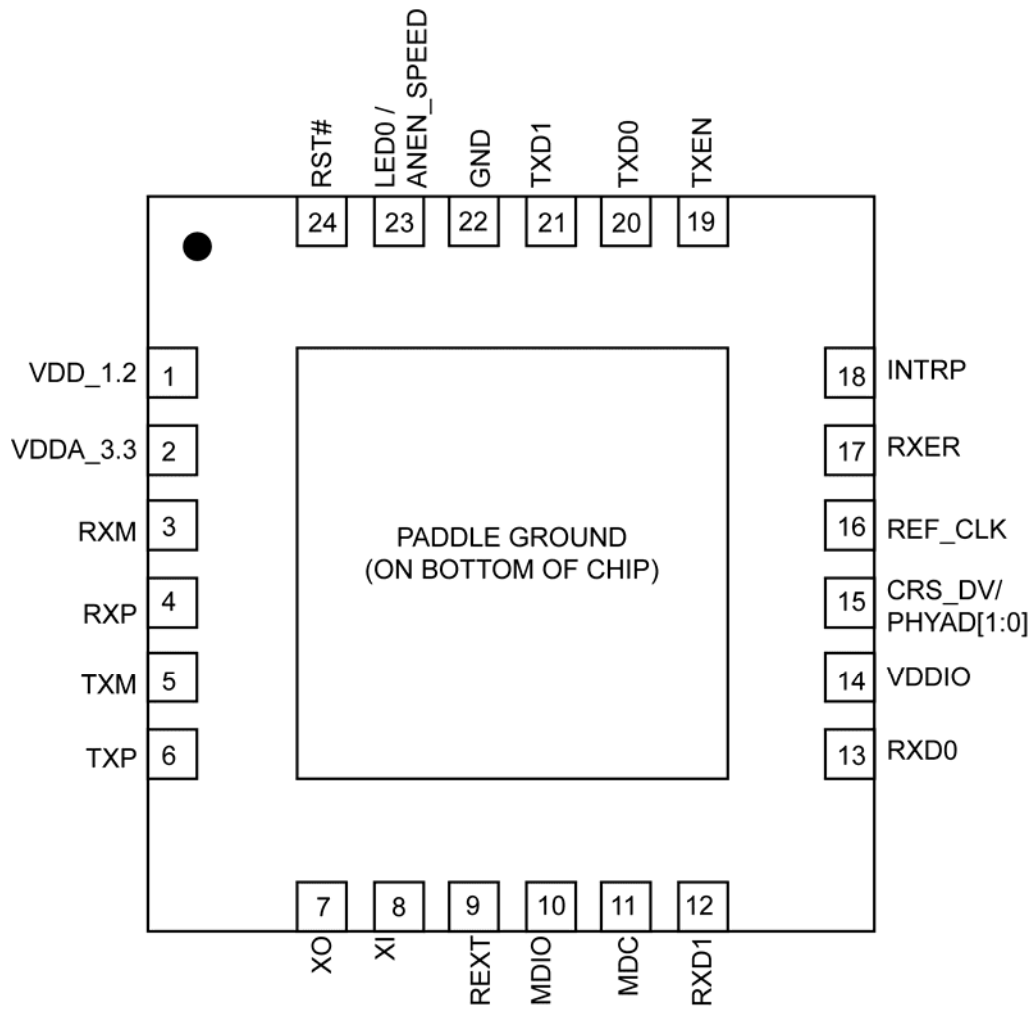 RST#
LED0 /
ANEN_SPEED
GND
TXD1
TXD0
TXEN
24
23
22
21
20
19
VDD_1.2
1
VDDA_3.3
2
RXM
3
RXP
4
TXM
5
TXP
6
PADDLE GROUND
(ON BOTTOM OF CHIP)
18
INTRP
17
RXER
16
REF_CLK
15
CRS_DV/
PHYAD[1:0]
14
VDDIO
13
RXD0
7
8
9
10
11
12
XO
XI
REXT
MDIO
MDC
RXD1